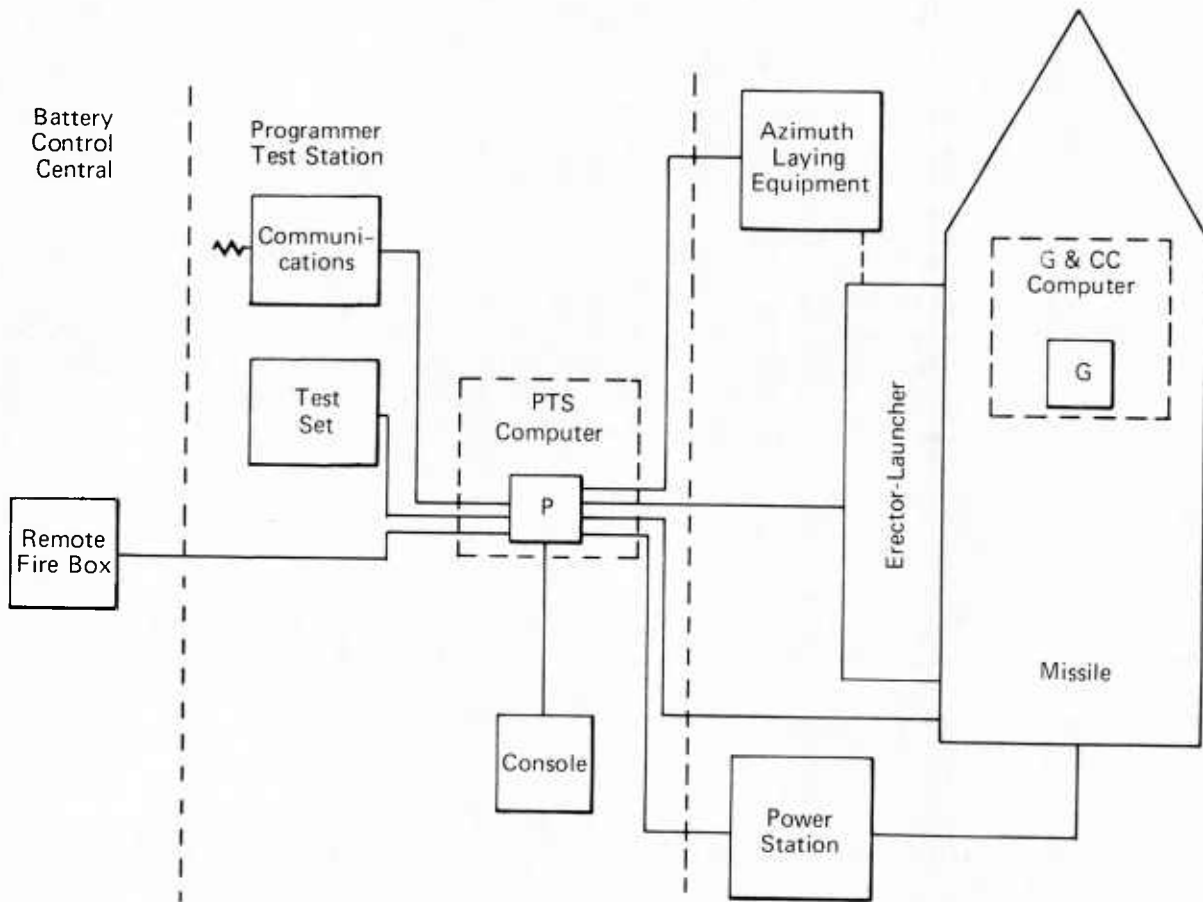 Battery
Control
Central
Programmer
Test Station
Communi-
cations
Test
Set
Remote
Fire Box
PTS
Computer
P
Console
Azimuth
Laying
Equipment
Erector-Launcher
G & CC
Computer
G
Missile
Power
Station